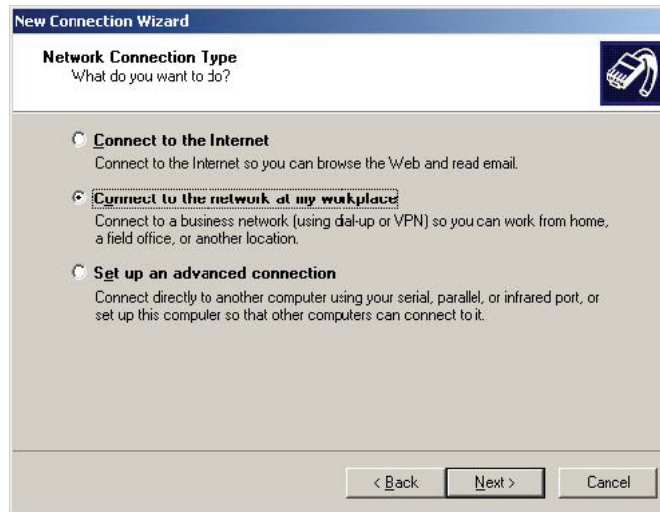 New Connection Wizard
Network Connection Type
What do you want to do?
Connect to the Internet
Connect to the Internet so you can browse the Web and read email.
Connect to the network at my workplace
Connect to a business network (using dial-up or VPN) so you can work from home,
a field office, or another location.
Set up an advanced connection
Connect directly to another computer using your serial, parallel, or infrared port, or
set up this computer so that other computers can connect to it.
< Back
Next >
Cancel